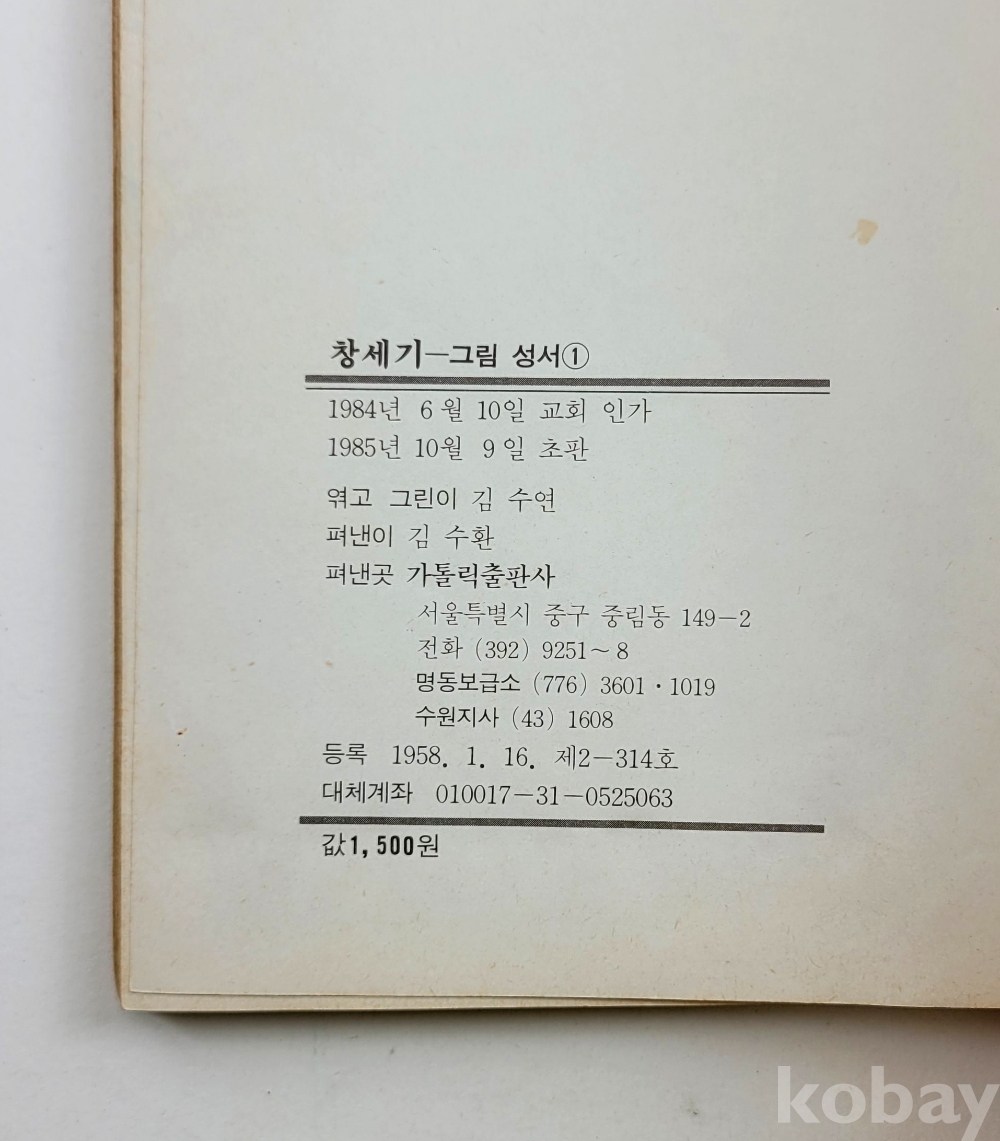 창세기—그림 성서①
1984년 6월 10일 교회 인가
1985년 10월 9일 초판
엮고 그린이 김 수연
펴낸이 김 수환
펴낸곳 가톨릭출판사
서울특별시 중구 중림동 149-2
전화 (392) 9251~8
명동보급소 (776) 3601·1019
수원지사 (43) 1608
등록 1958. 1. 16. 제2-314호
대체계좌 010017-31-0525063
값1,500원
kobay